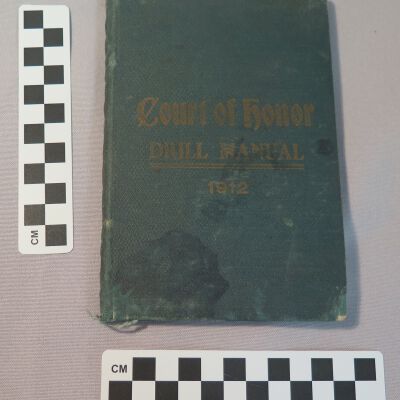 Court of Honor
DRILL MANUAL
1912
CM
CM